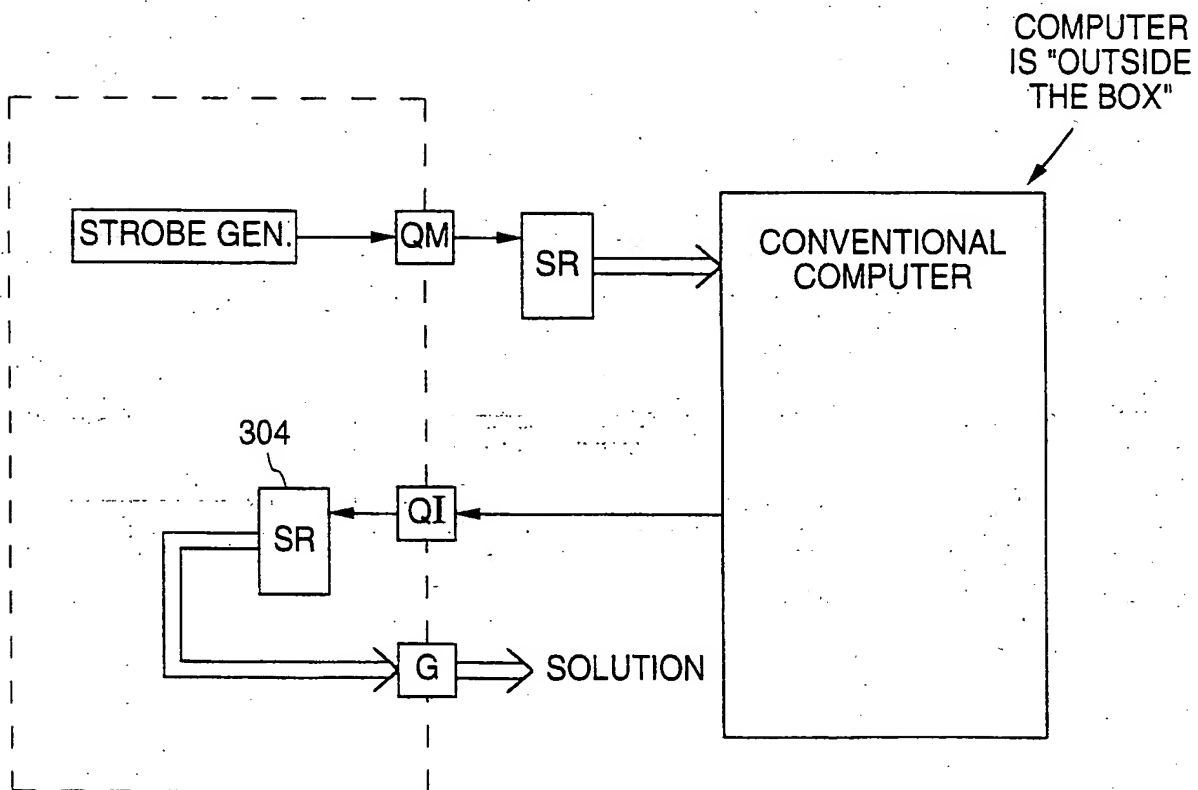 COMPUTER
IS "OUTSIDE
THE BOX"
STROBE GEN.
QM
SR
CONVENTIONAL
COMPUTER
304
SR
QI
G
SOLUTION